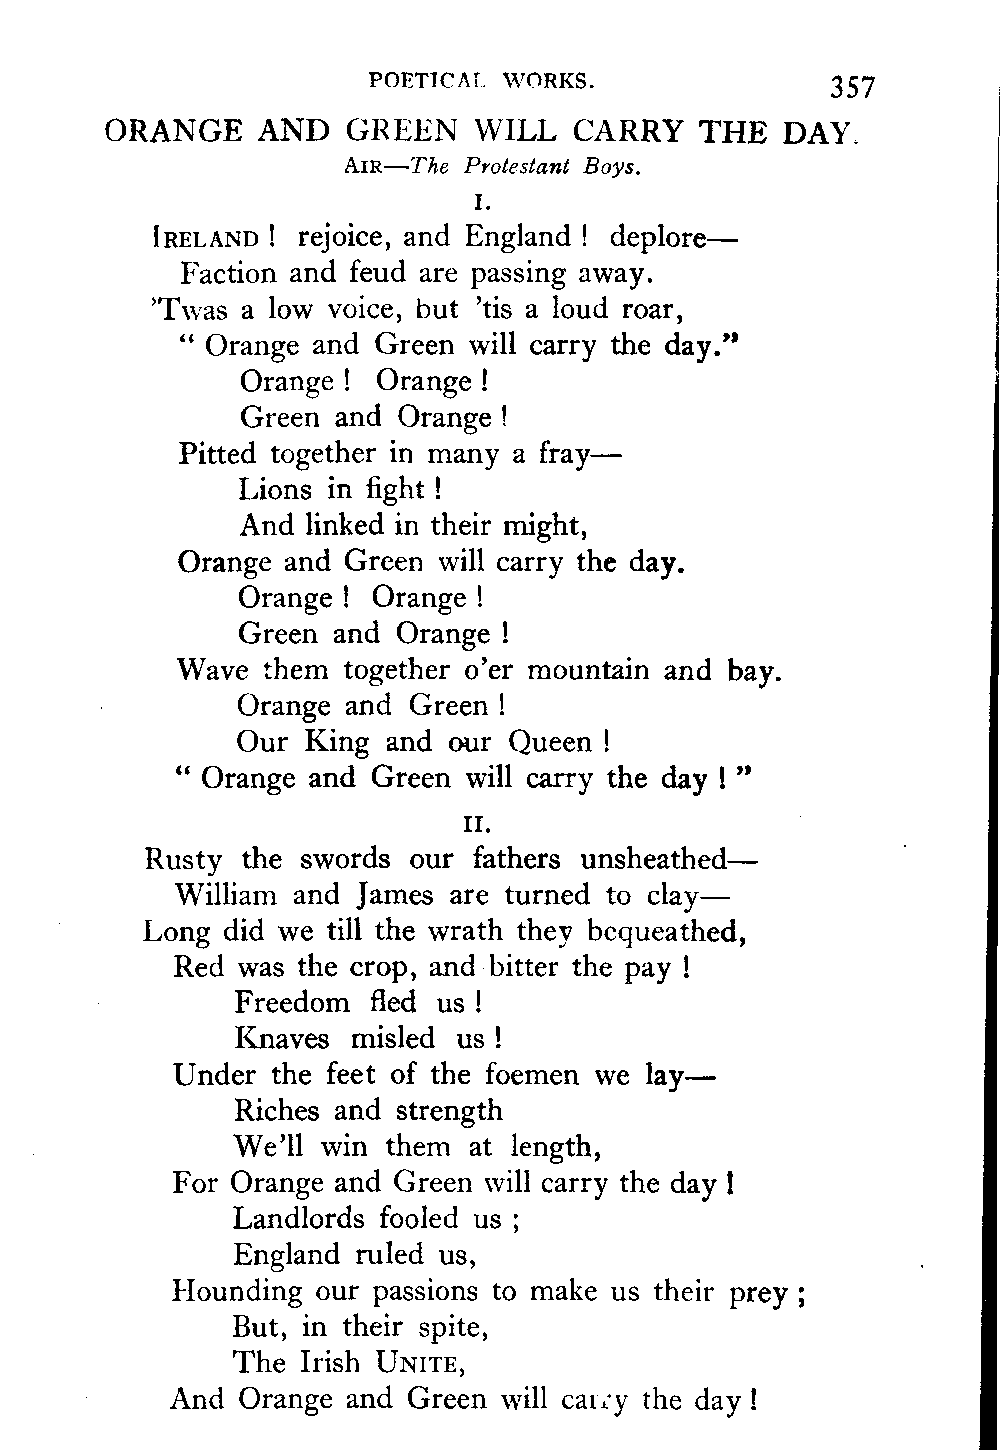 POETICAL WORKS. 357
ORANGE AND GREEN WILL CARRY THE DAY.
AIR—The Protestant Boys.
I.
IRELAND ! rejoice, and England ! deplore—
Faction and feud are passing away.
’Twas a low voice, but ’tis a loud roar,
“ Orange and Green will carry the day.”
Orange ! Orange !
Green and Orange !
Pitted together in many a fray—
Lions in fight !
And linked in their might,
Orange and Green will carry the day.
Orange ! Orange !
Green and Orange !
Wave them together o’er mountain and bay.
Orange and Green !
Our King and our Queen !
“ Orange and Green will carry the day ! ”
II.
Rusty the swords our fathers unsheathed—
William and James are turned to clay—
Long did we till the wrath they bequeathed,
Red was the crop, and bitter the pay !
Freedom fled us !
Knaves misled us !
Under the feet of the foemen we lay—
Riches and strength
We’ll win them at length,
For Orange and Green will carry the day !
Landlords fooled us ;
England ruled us,
Hounding our passions to make us their prey ;
But, in their spite,
The Irish UNITE,
And Orange and Green will carry the day !